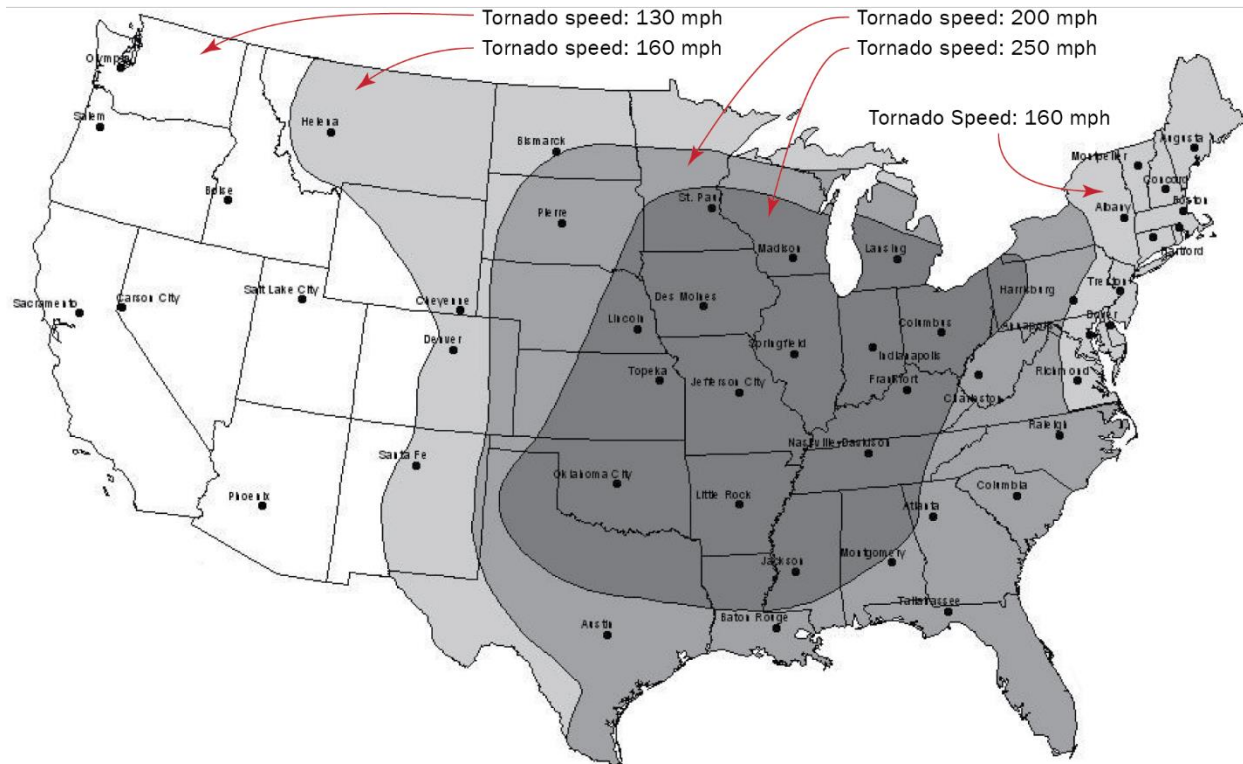 Tornado speed: 130 mph
Tornado speed: 200 mph
Tornado speed: 160 mph
Tornado speed: 250 mph
Tornado Speed: 160 mph
Olympia
Salem
Helena
Bismarck
Augusta
Montpelier
Concord
Boston
Boise
Pierre
St. Paul
Albany
Hartford
Madison
Lansing
Sacramento
Carson City
Salt Lake City
Cheyenne
Des Moines
Harrisburg
Trenton
Dover
Lincoln
Columbus
Annapolis
Denver
Springfield
Indianapolis
Topeka
Jefferson City
Frankfort
Charleston
Richmond
Raleigh
Nashville-Davidson
Santa Fe
Oklahoma City
Little Rock
Columbia
Phoenix
Atlanta
Jackson
Montgomery
Tallahassee
Austin
Baton Rouge